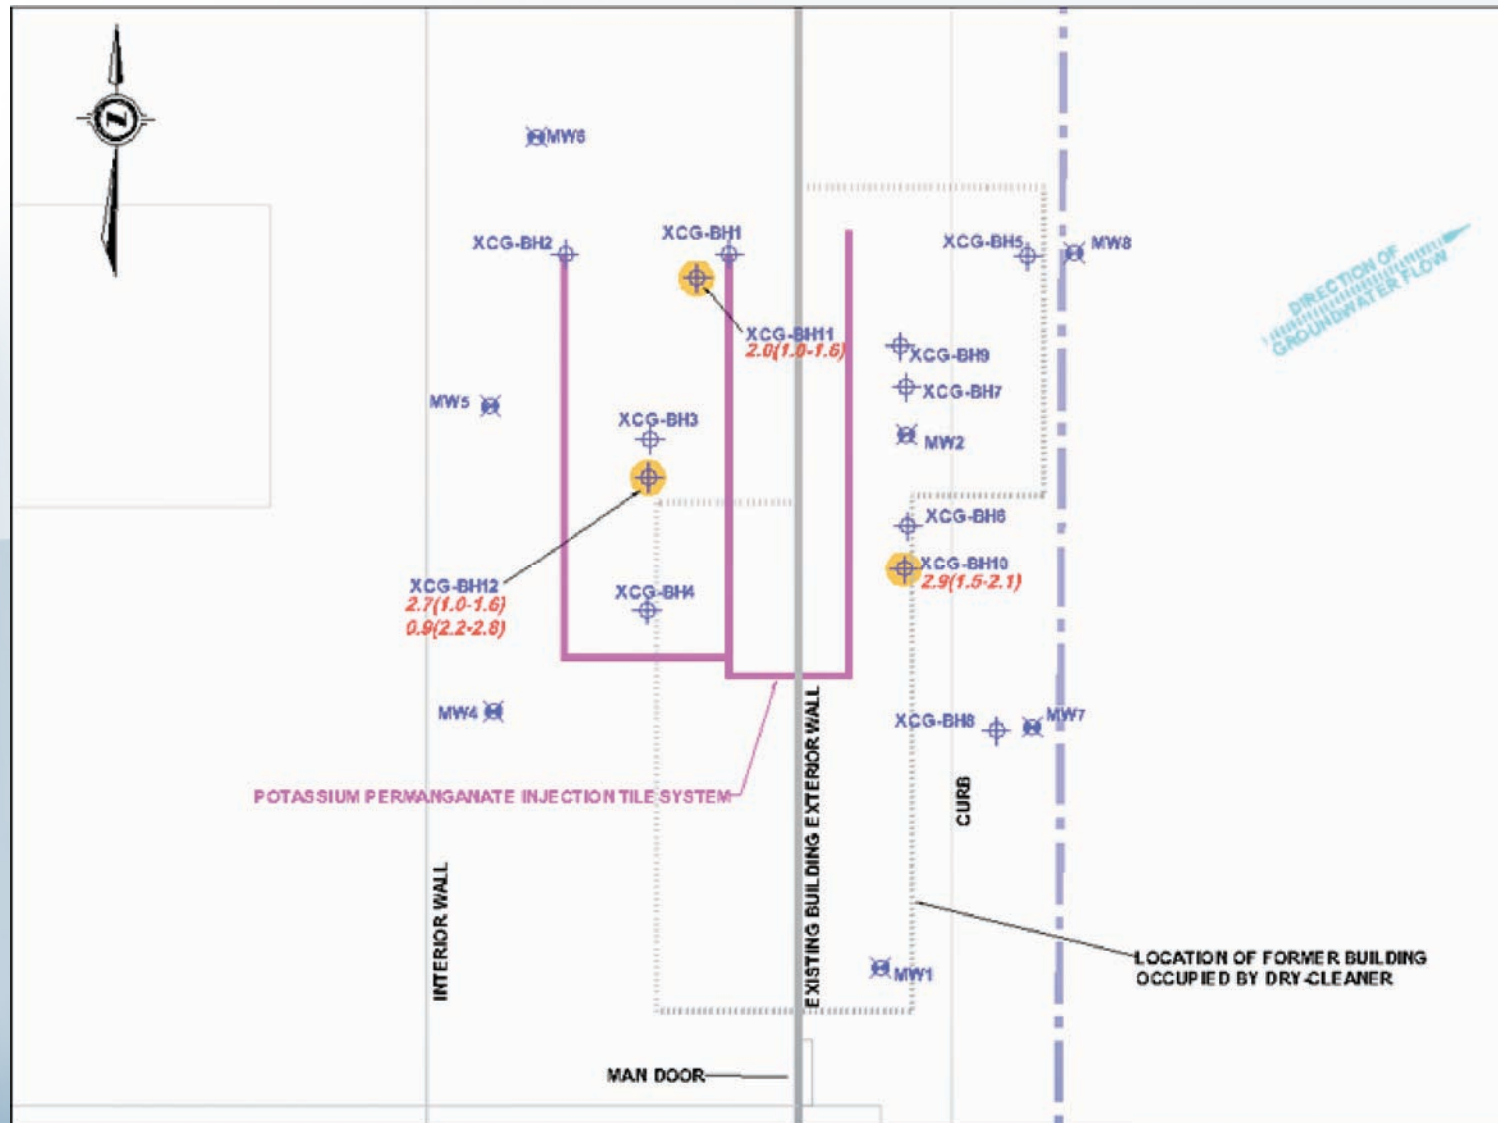 Z
MW6
XCG-BH2
XCG-BH1
XCG-BH5
MW8
DIRECTION OF
GROUNDWATER FLOW
XCG-BH11
2.0(1.0-1.6)
XCG-BH9
XCG-BH7
MW5
XCG-BH3
MW2
XCG-BH6
XCG-BH10
2.9(1.5-2.1)
XCG-BH12
2.7(1.0-1.6)
0.9(2.2-2.8)
XCG-BH4
MW4
XCG-BH8
MW7
POTASSIUM PERMANGANATE INJECTION TILE SYSTEM
EXISTING BUILDING EXTERIOR WALL
CURB
INTERIOR WALL
MW1
LOCATION OF FORMER BUILDING
OCCUPIED BY DRY-CLEANER
MAN DOOR